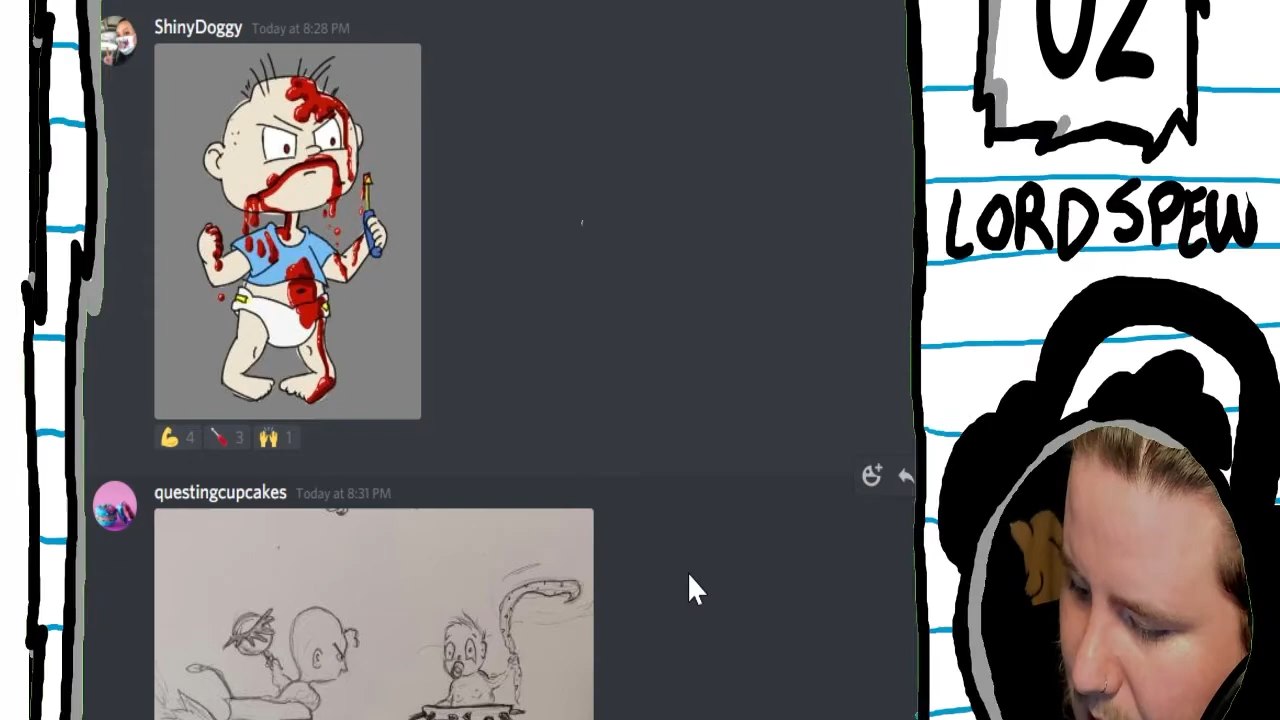 ShinyDoggy Today at 8:28 PM
4 3 1
questingcupcakes Today at 8:31 PM
02
LORDSPEW